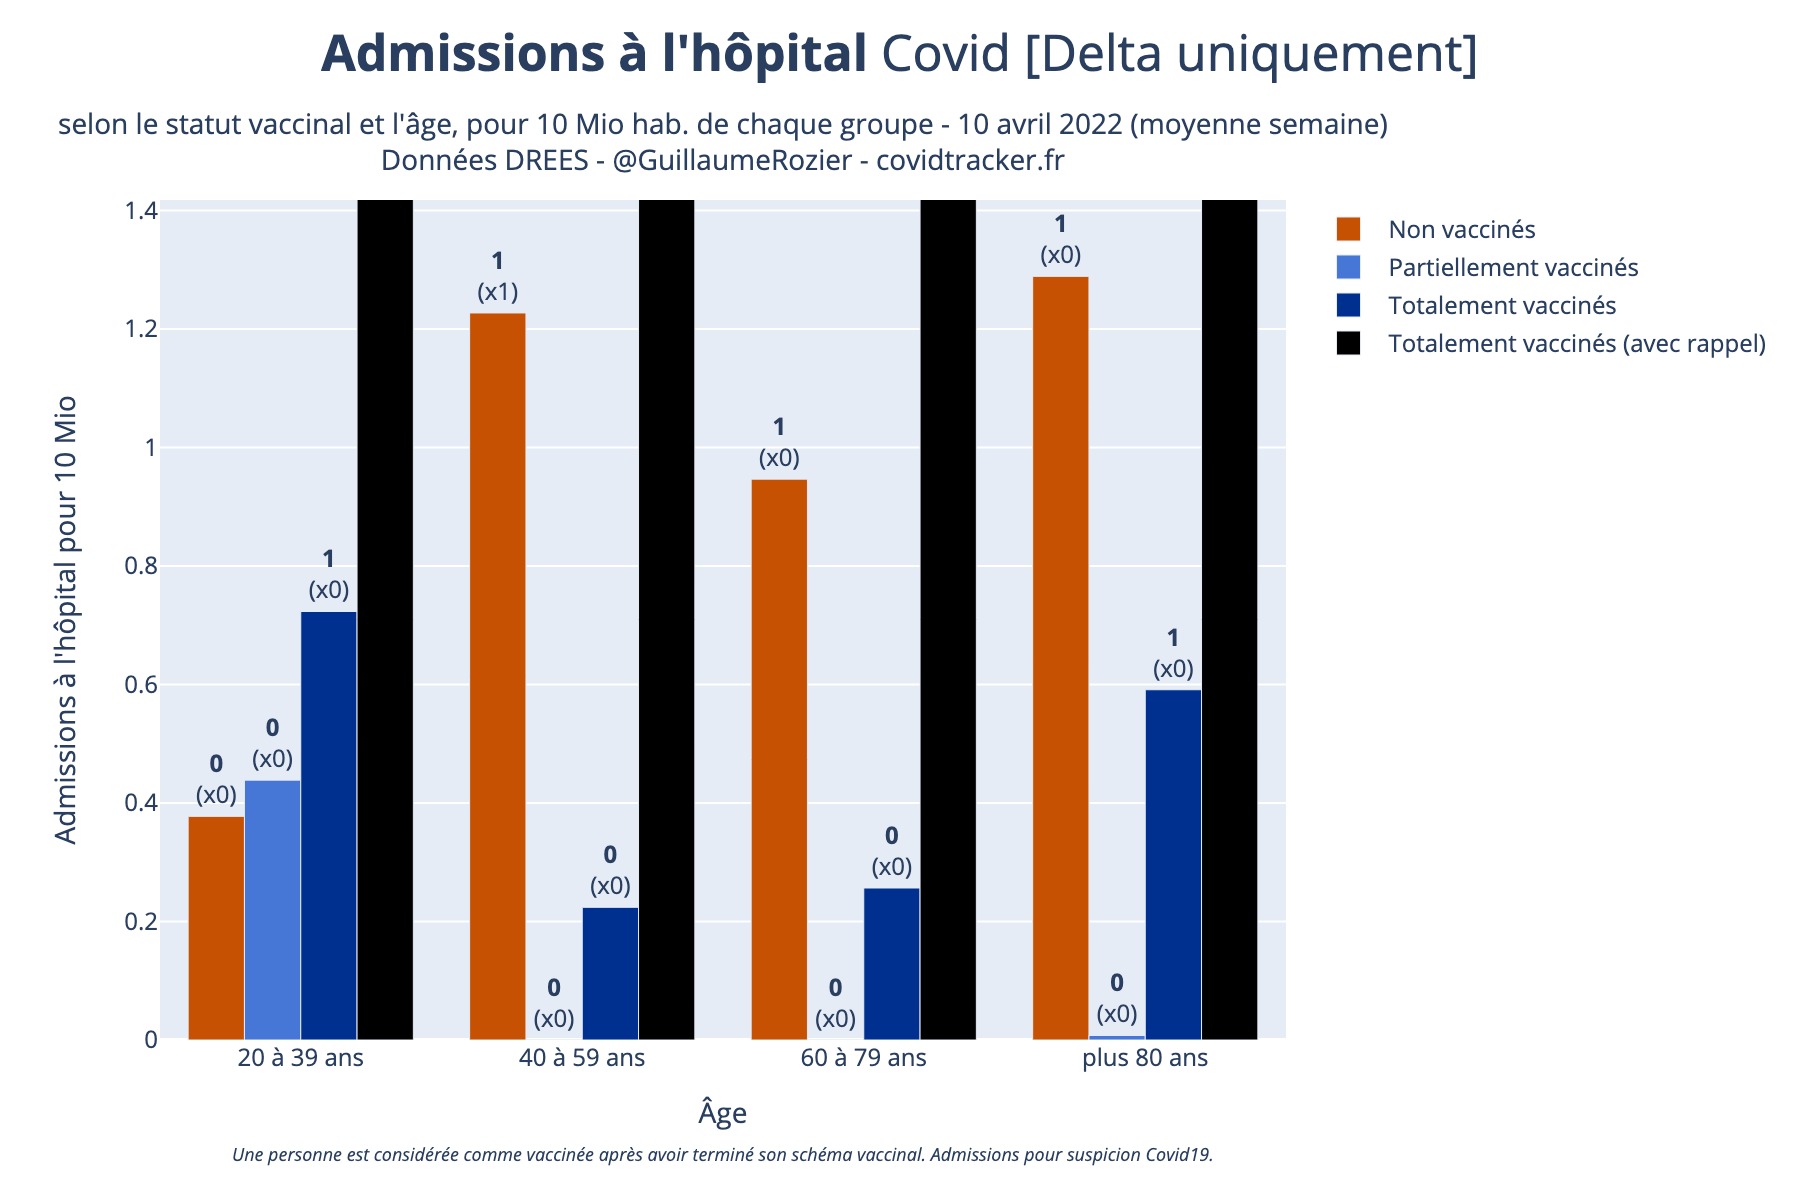 Admissions à l'hôpital Covid [Delta uniquement]
selon le statut vaccinal et l'âge, pour 10 Mio hab. de chaque groupe - 10 avril 2022 (moyenne semaine)
Données DREES - @GuillaumeRozier - covidtracker.fr
Admissions à l'hôpital pour 10 Mio
1.4
1.2
1
0.8
0.6
0.4
0.2
0
0
(x0)
0
(x0)
1
(x0)
1
(x1)
0
(x0)
0
(x0)
1
(x0)
0
(x0)
0
(x0)
1
(x0)
0
(x0)
1
(x0)
20 à 39 ans
40 à 59 ans
60 à 79 ans
plus 80 ans
Âge
Non vaccinés
Partiellement vaccinés
Totalement vaccinés
Totalement vaccinés (avec rappel)
Une personne est considérée comme vaccinée après avoir terminé son schéma vaccinal. Admissions pour suspicion Covid19.